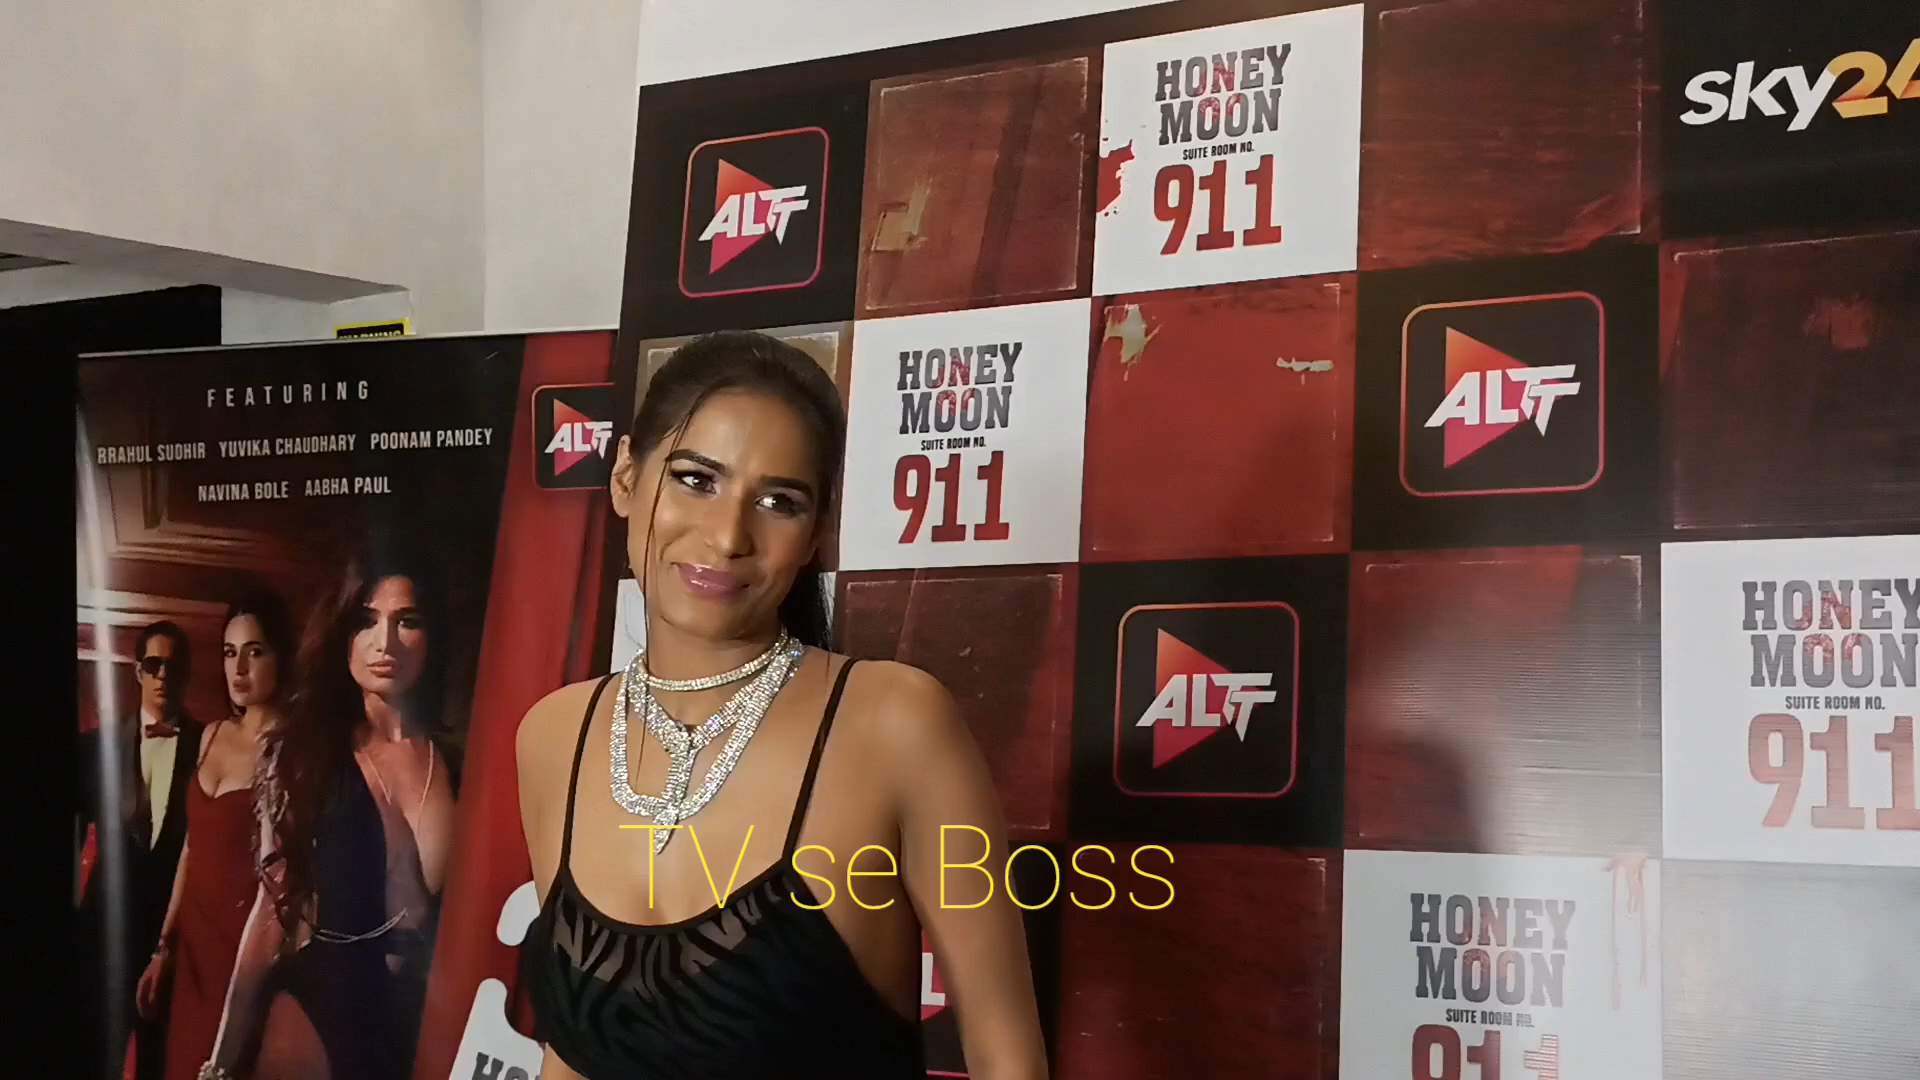 FEATURING
RRAHUL SUDHIR YUVIKA CHAUDHARY POONAM PANDEY
NAVINA BOLE AABHA PAUL
ALTT
ALTT
HONEY
MOON
SUITE ROOM NO.
911
sky24
HONEY
MOON
SUITE ROOM NO.
911
ALTT
ALTT
HONEY
MOON
SUITE ROOM NO.
911
TV se Boss
HONEY
MOON
SUITE ROOM NO.
911